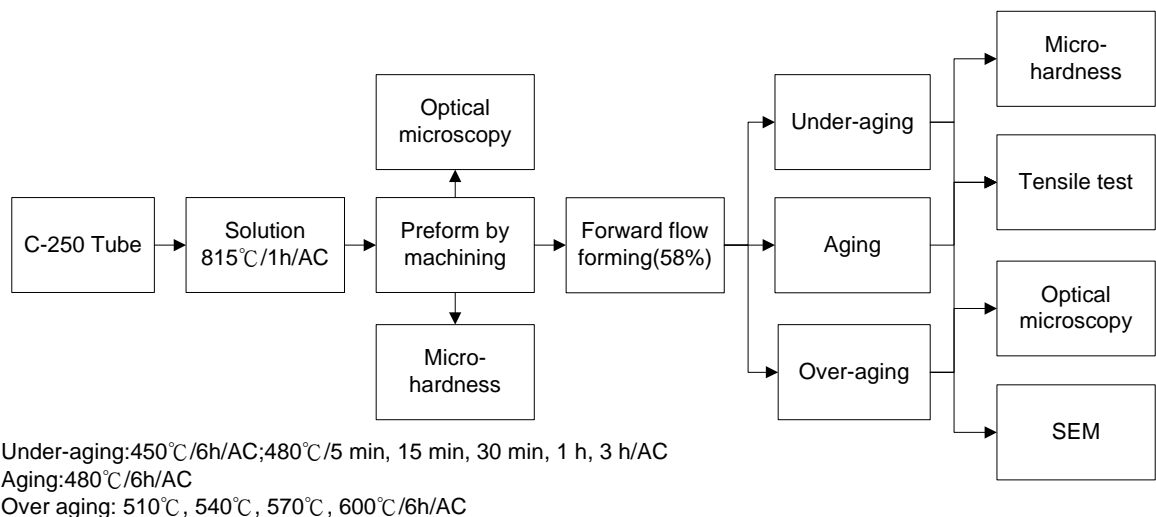 C-250 Tube
Solution
815℃/1h/AC
Optical
microscopy
Preform by
machining
Micro-
hardness
Forward flow
forming(58%)
Under-aging
Aging
Over-aging
Micro-
hardness
Tensile test
Optical
microscopy
SEM
Under-aging:450℃/6h/AC;480℃/5 min, 15 min, 30 min, 1 h, 3 h/AC
Aging:480℃/6h/AC
Over aging: 510℃, 540℃, 570℃, 600℃/6h/AC